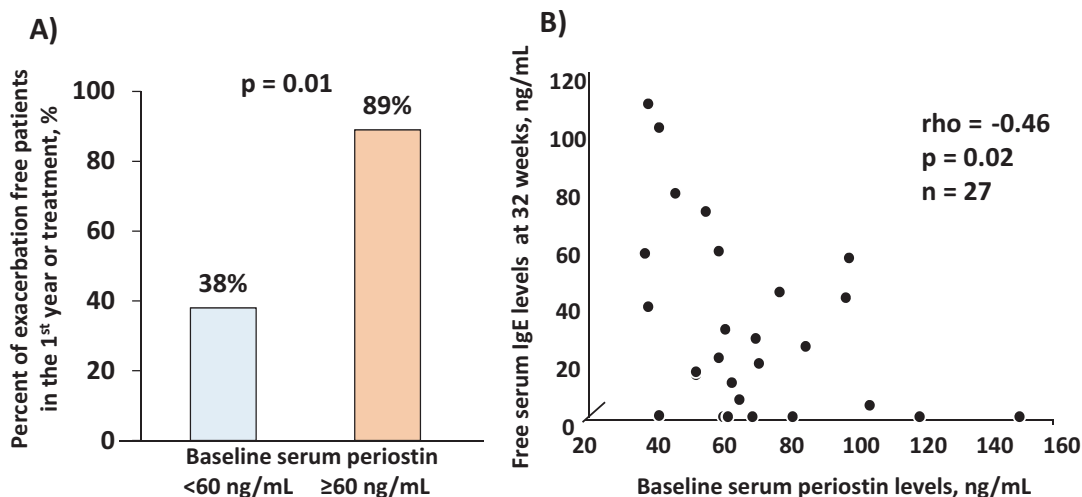 A)
Percent of exacerbation free patients
in the 1st year or treatment, %
p = 0.01
100
80
60
40
20
0
38%
89%
Baseline serum periostin
<60 ng/mL ≥60 ng/mL
B)
Free serum IgE levels at 32 weeks, ng/mL
120
100
80
60
40
20
0
rho = -0.46
p = 0.02
n = 27
20 40 60 80 100 120 140 160
Baseline serum periostin levels, ng/mL